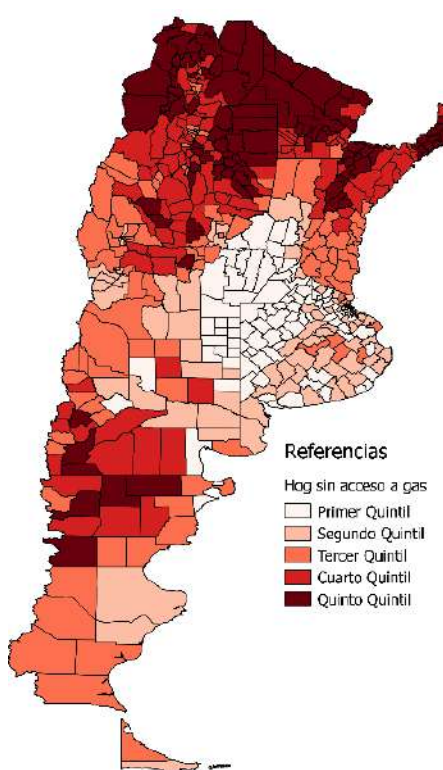 Referencias
Hog sin acceso a gas
Primer Quintil
Segundo Quintil
Tercer Quintil
Cuarto Quintil
Quinto Quintil